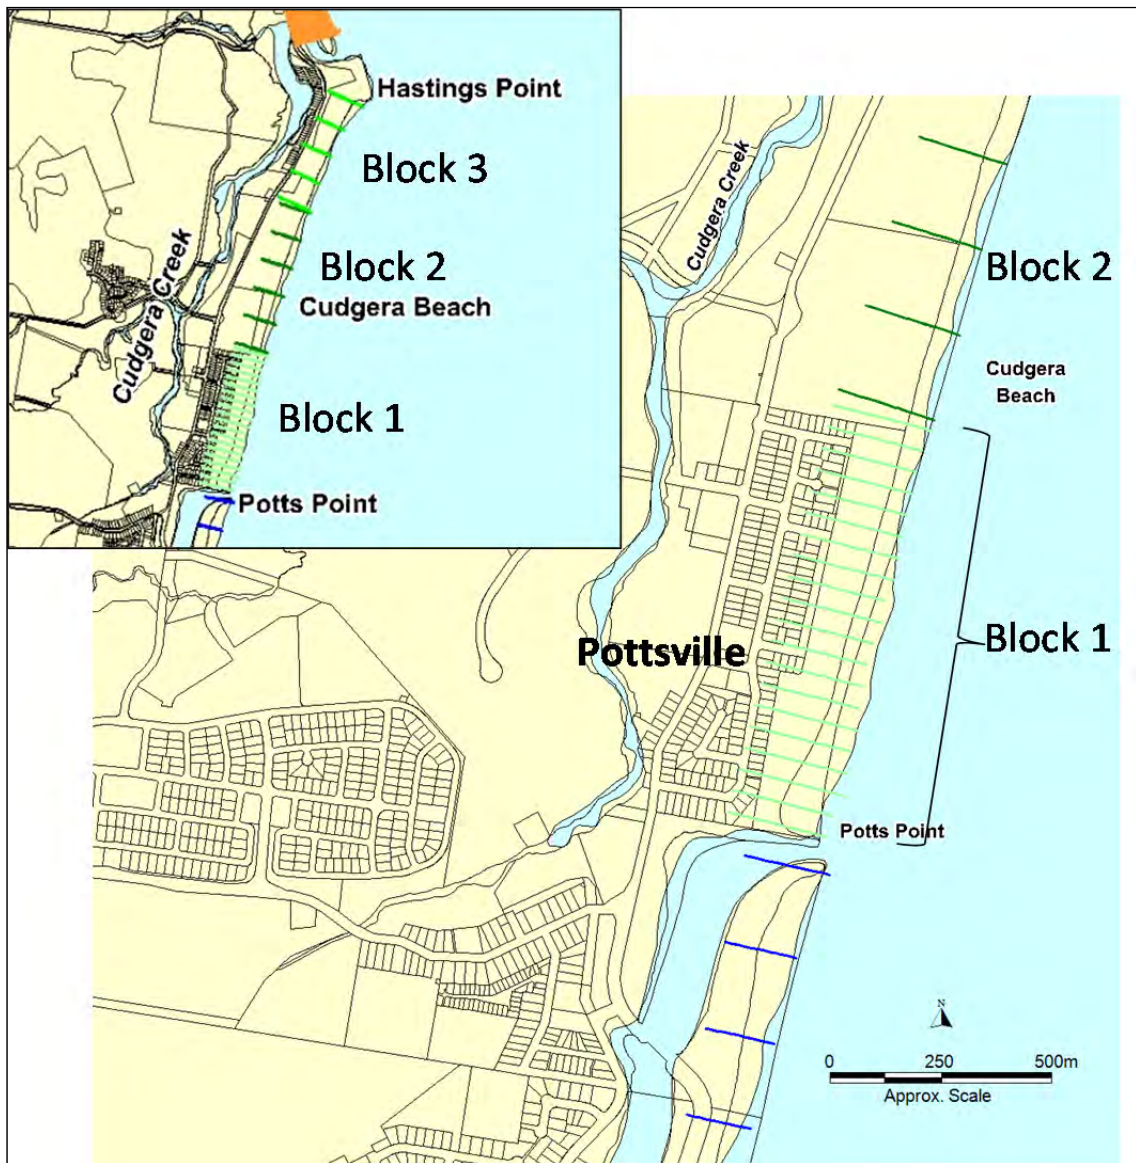 Hastings Point
Block 3
Block 2
Cudgera Beach
Cudgera Creek
Block 1
Potts Point
Cudgera Creek
Block 2
Cudgera
Beach
Block 1
Pottsville
Potts Point
N
0 250 500m
Approx. Scale